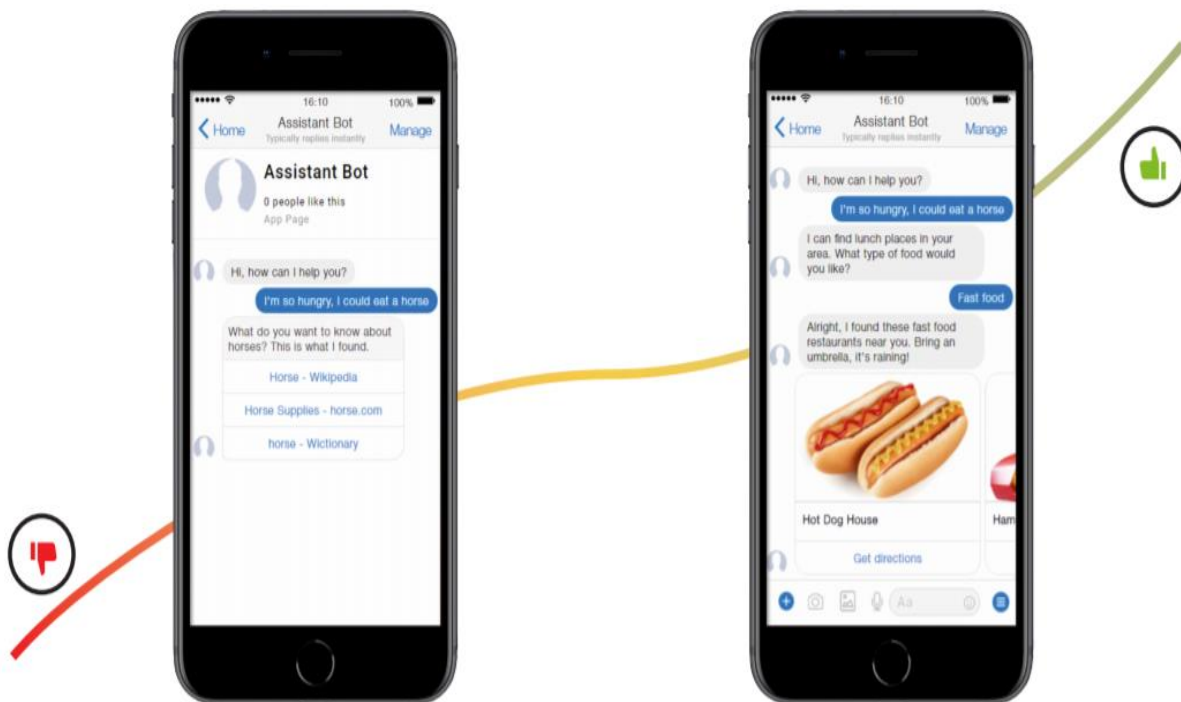 16:10
100%
Home
Assistant Bot
Typically replies instantly
Manage
Assistant Bot
0 people like this
App Page
Hi, how can I help you?
I'm so hungry, I could eat a horse
What do you want to know about
horses? This is what I found.
Horse - Wikipedia
Horse Supplies - horse.com
horse - Wictionary
16:10
100%
Home
Assistant Bot
Typically replies instantly
Manage
Hi, how can I help you?
I'm so hungry, I could eat a horse
I can find lunch places in your
area. What type of food would
you like?
Fast food
Alright, I found these fast food
restaurants near you. Bring an
umbrella, it's raining!
Hot Dog House
Ham
Get directions
Aa